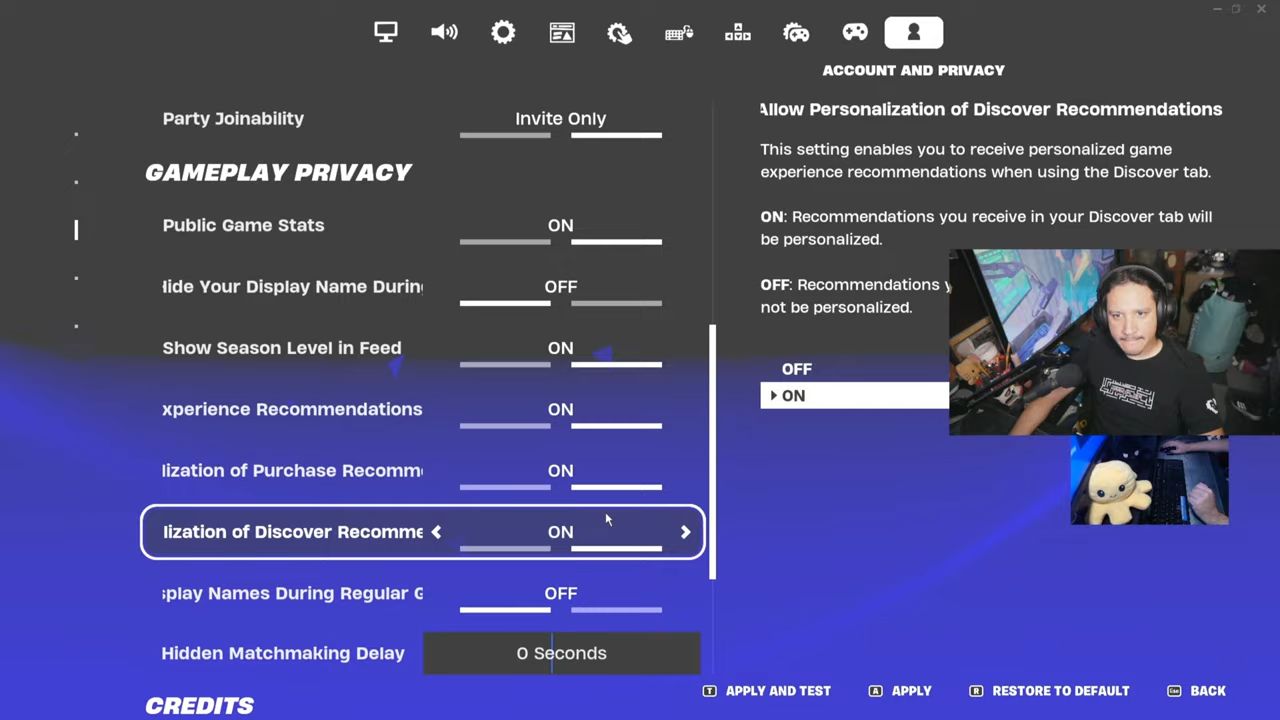 ACCOUNT AND PRIVACY
Party Joinability
Invite Only
GAMEPLAY PRIVACY
Public Game Stats
ON
Hide Your Display Name During
OFF
Show Season Level in Feed
ON
xperience Recommendations
ON
lization of Purchase Recomm
ON
lization of Discover Recomme
ON
splay Names During Regular G
OFF
Hidden Matchmaking Delay
0 Seconds
CREDITS
Allow Personalization of Discover Recommendations
This setting enables you to receive personalized game
experience recommendations when using the Discover tab.
ON: Recommendations you receive in your Discover tab will
be personalized.
OFF: Recommendations y
not be personalized.
OFF
ON
T APPLY AND TEST
A APPLY
R RESTORE TO DEFAULT
Esc BACK